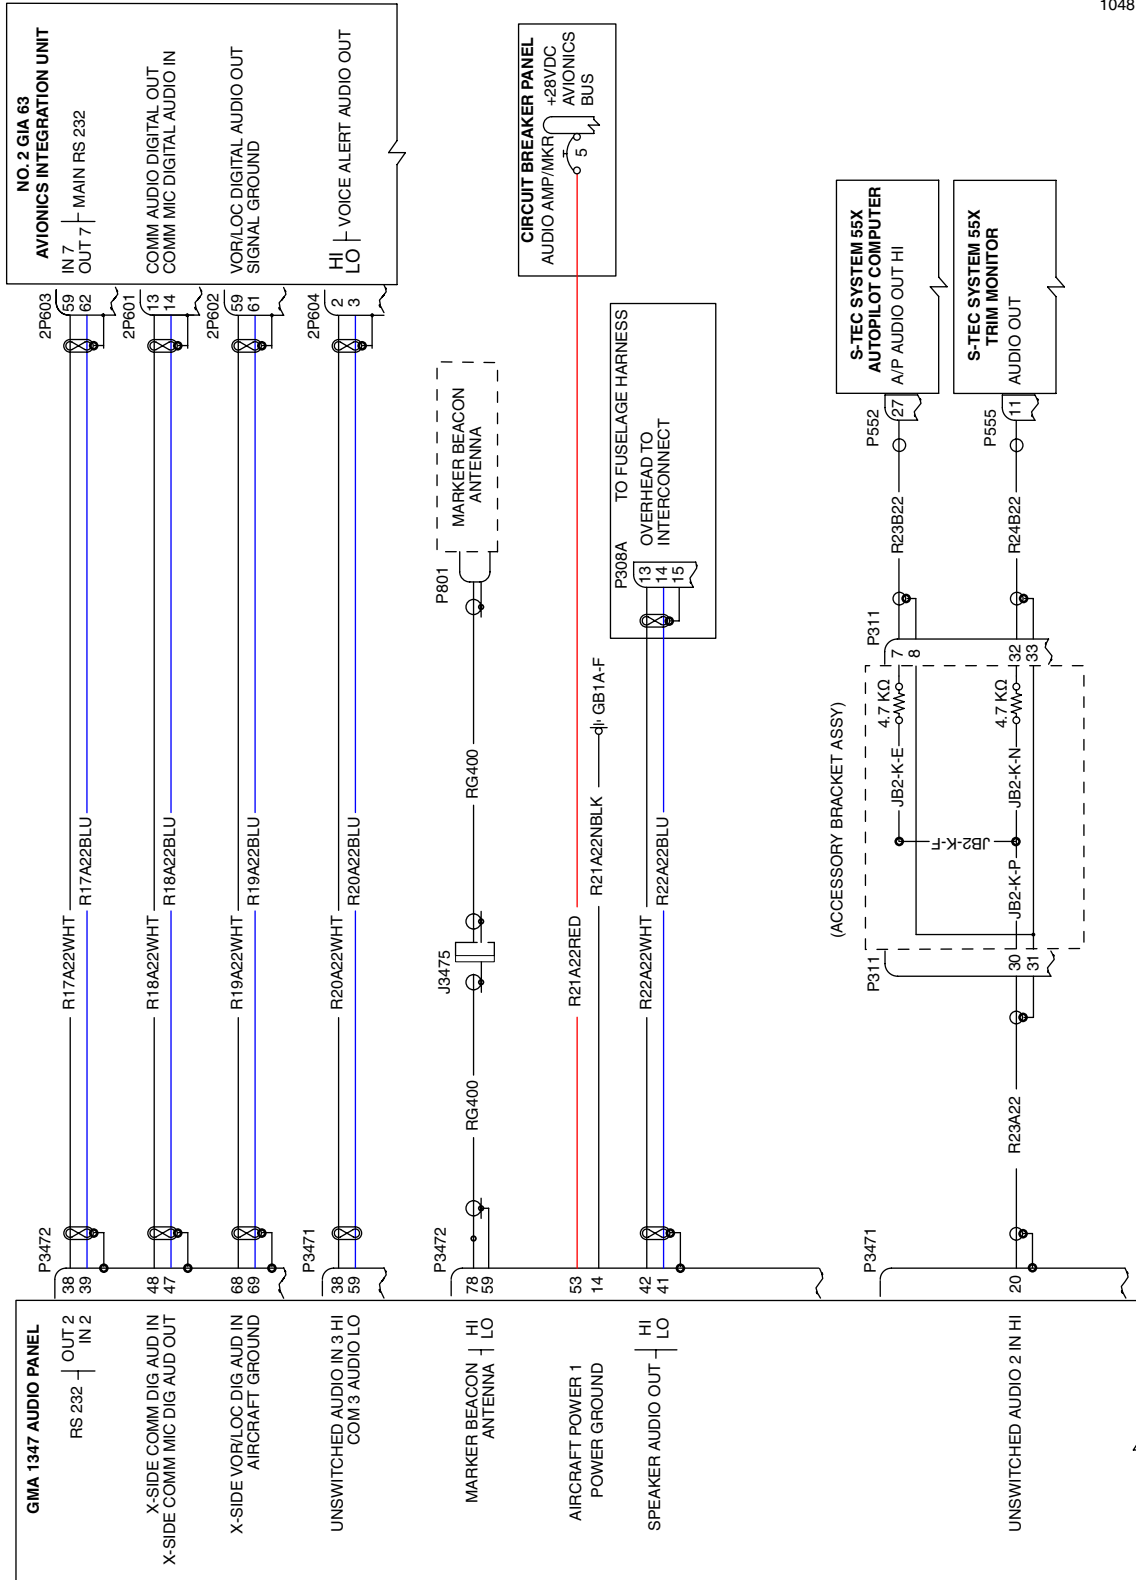 1048
GMA 1347 AUDIO PANEL
RS 232
OUT 2
IN 2
X-SIDE COMM DIG AUD IN
X-SIDE COMM MIC DIG AUD OUT
X-SIDE VOR/LOC DIG AUD IN
AIRCRAFT GROUND
UNSWITCHED AUDIO IN 3 HI
COM 3 AUDIO LO
MARKER BEACON
ANTENNA
HI
LO
AIRCRAFT POWER 1
POWER GROUND
SPEAKER AUDIO OUT
HI
LO
UNSWITCHED AUDIO 2 IN HI
P3472
38
39
48
47
68
69
P3471
38
59
P3472
78
59
53
14
42
41
P3471
20
R17A22WHT
R17A22BLU
R18A22WHT
R18A22BLU
R19A22WHT
R19A22BLU
R20A22WHT
R20A22BLU
RG400
J3475
RG400
R21A22RED
R21A22NBLK
GB1A-F
R22A22WHT
R22A22BLU
R23A22
(ACCESSORY BRACKET ASSY)
P311
30
31
JB2-K-P
JB2-K-F
JB2-K-E
JB2-K-N
4.7 KΩ
4.7 KΩ
P311
7
8
32
33
R23B22
R24B22
NO. 2 GIA 63
AVIONICS INTEGRATION UNIT
2P603
59
62
IN 7
OUT 7
MAIN RS 232
2P601
13
14
COMM AUDIO DIGITAL OUT
COMM MIC DIGITAL AUDIO IN
2P602
59
61
VOR/LOC DIGITAL AUDIO OUT
SIGNAL GROUND
2P604
2
3
HI
LO
VOICE ALERT AUDIO OUT
P801
MARKER BEACON
ANTENNA
CIRCUIT BREAKER PANEL
AUDIO AMP/MKR
5
+28VDC
AVIONICS
BUS
P308A
TO FUSELAGE HARNESS
13
14
15
OVERHEAD TO
INTERCONNECT
P552
27
S-TEC SYSTEM 55X
AUTOPILOT COMPUTER
A/P AUDIO OUT HI
P555
11
S-TEC SYSTEM 55X
TRIM MONITOR
AUDIO OUT